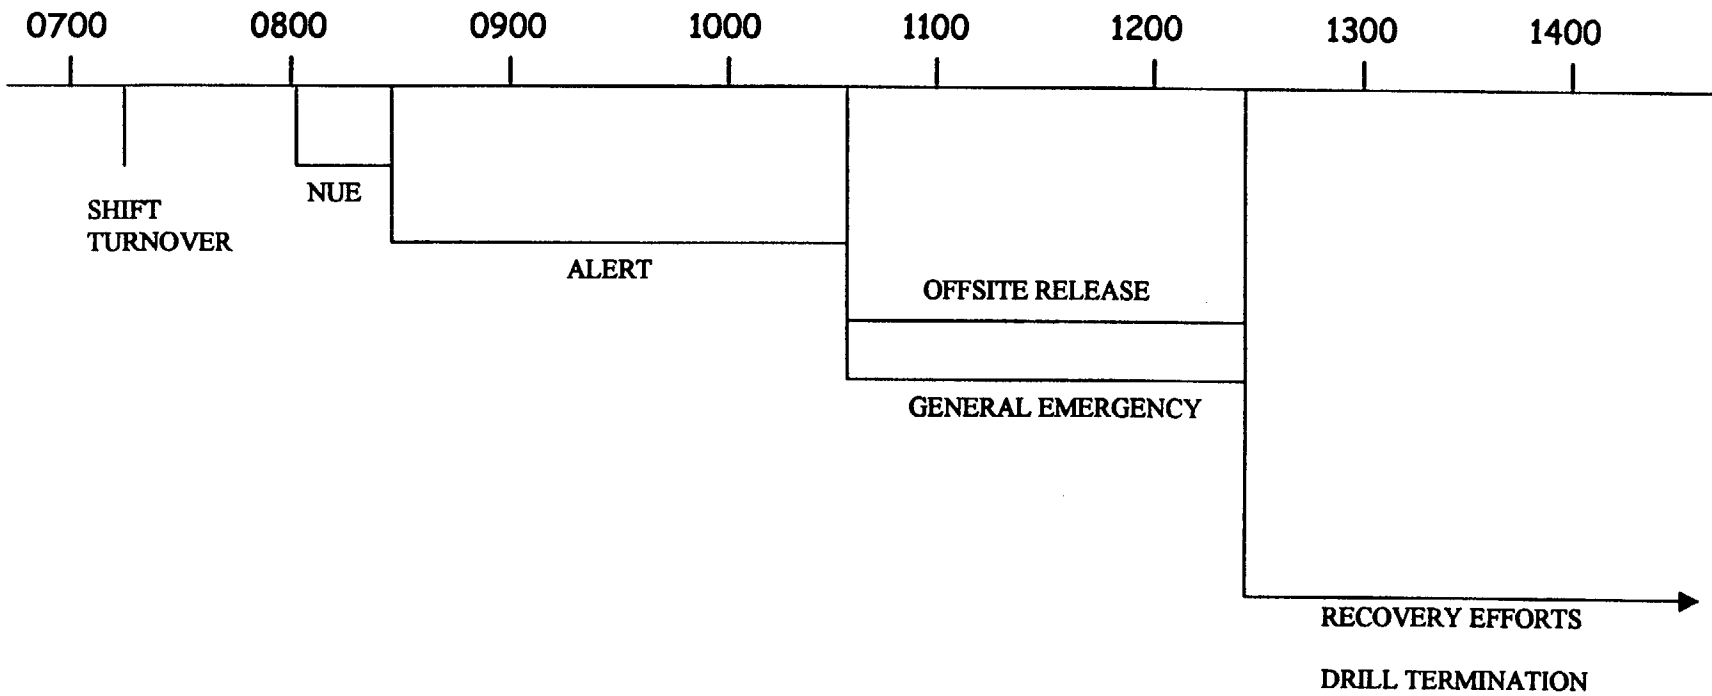 0700 0800 0900 1000 1100 1200 1300 1400
NUE
SHIFT
TURNOVER
ALERT
OFFSITE RELEASE
GENERAL EMERGENCY
RECOVERY EFFORTS
DRILL TERMINATION